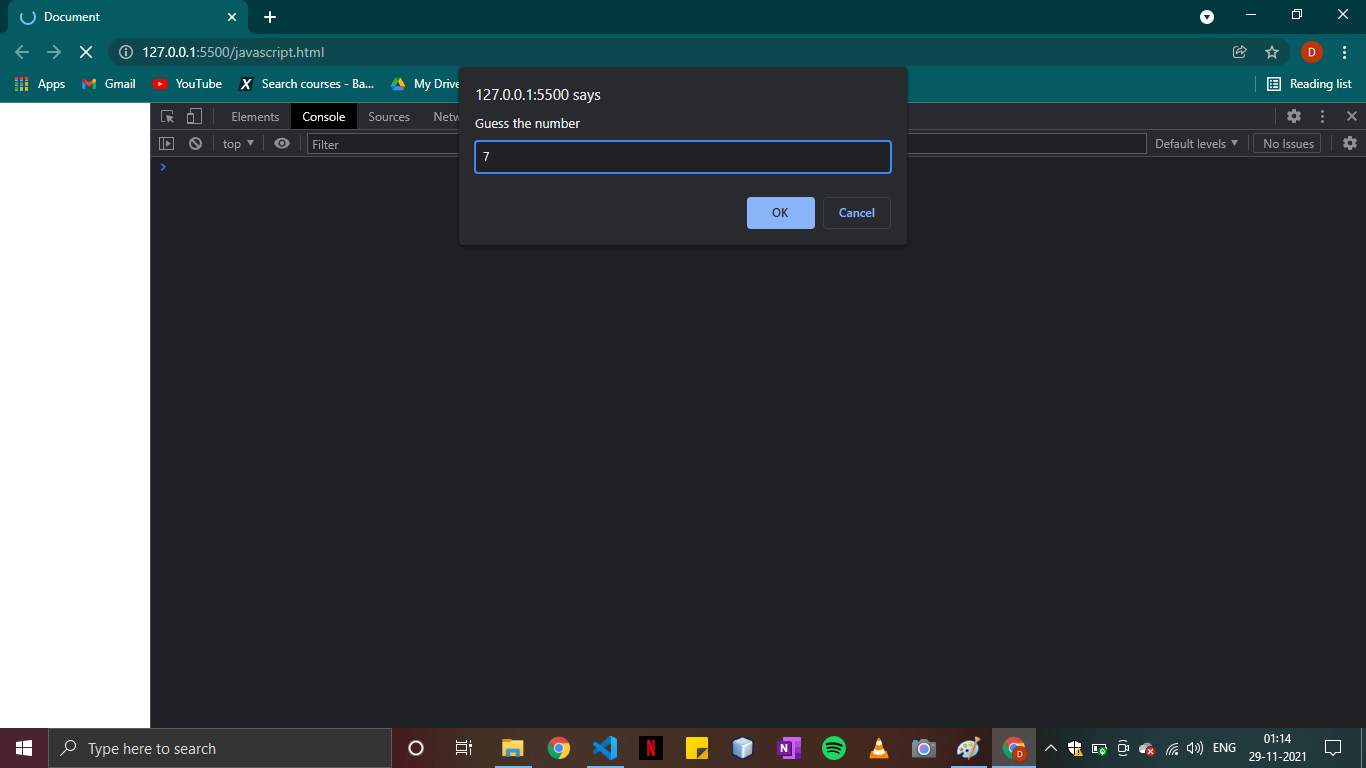 Document
127.0.0.1:5500/javascript.html
D
Apps
Gmail
YouTube
X
Search courses - Ba...
My Drive
Reading list
127.0.0.1:5500 says
Guess the number
7
OK
Cancel
Elements
Console
Sources
Netw
top
Filter
Default levels
No Issues
Type here to search
N
N
D
ENG
01:14
29-11-2021